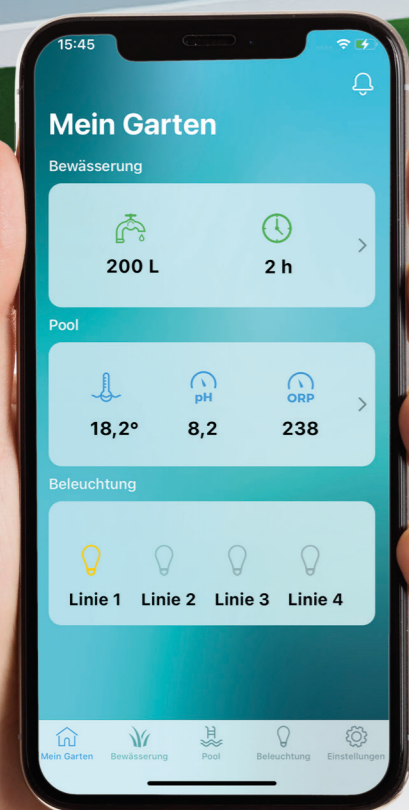 15:45
Mein Garten
Bewässerung
200 L 2 h
Pool
pH ORP
18,2° 8,2 238
Beleuchtung
Linie 1 Linie 2 Linie 3 Linie 4
Mein Garten Bewässerung Pool Beleuchtung Einstellungen